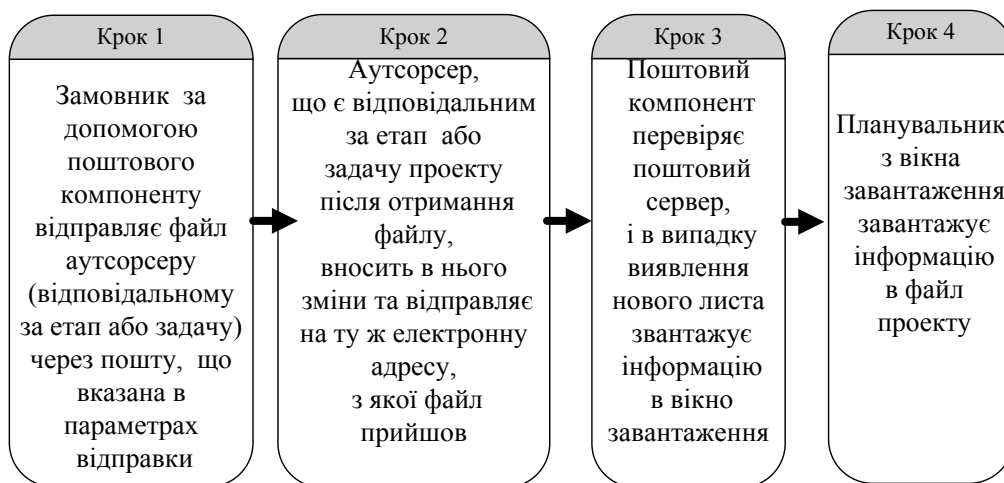 Крок 1
Замовник за
допомогою
поштового
компоненту
відправляє файл
аутсорсеру
(відповідальному
за етап або задачу)
через пошту, що
вказана в
параметрах
відправки
Крок 2
Аутсорсер,
що є відповідальним
за етап або
задачу проекту
після отримання
файлу,
вносить в нього
зміни та відправляє
на ту ж електронну
адресу,
з якої файл
прийшов
Крок 3
Поштовий
компонент
перевіряє
поштовий
сервер,
і в випадку
виявлення
нового листа
звантажує
інформацію
в вікно
завантаження
Крок 4
Планувальник
з вікна
завантаження
завантажує
інформацію
в файл
проекту